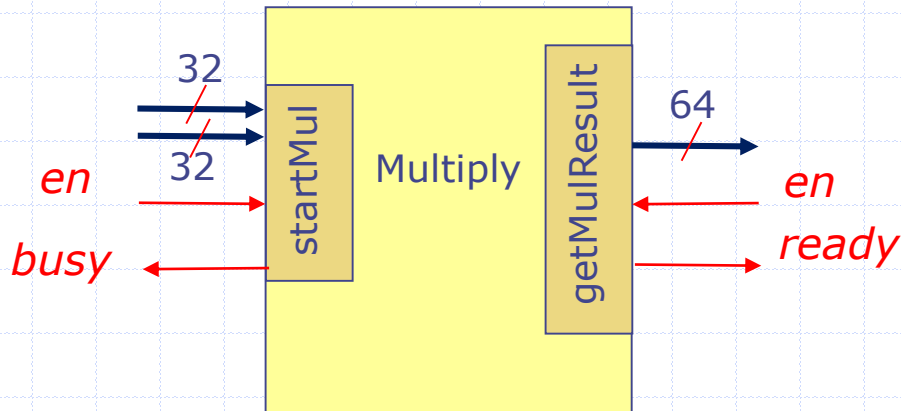 32
32
en
busy
startMul
Multiply
getMulResult
64
en
ready